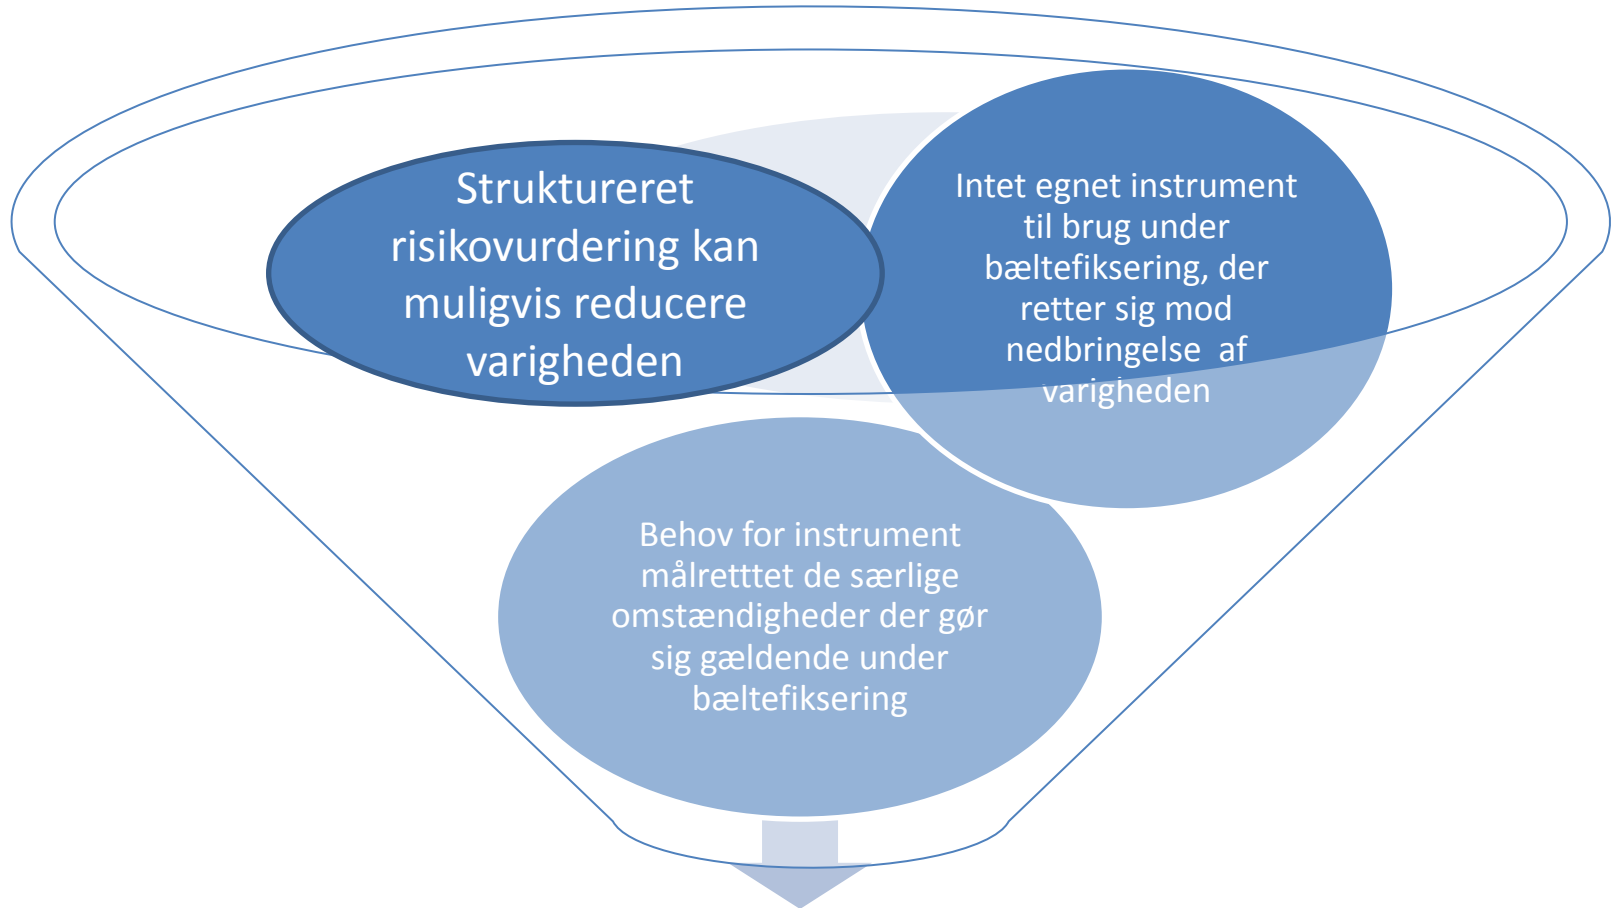 Struktureret
risikovurdering kan
muligvis reducere
varigheden
Intet egnet instrument
til brug under
bæltefiksering, der
retter sig mod
nedbringelse  af
varigheden
Behov for instrument
målretttet de særlige
omstændigheder der gør
sig gældende under
bæltefiksering